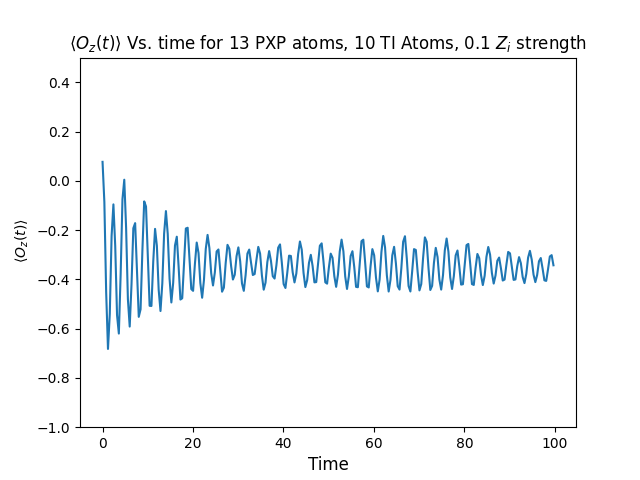 ⟨O_z(t)⟩ Vs. time for 13 PXP atoms, 10 TI Atoms, 0.1 Z_i strength
0.4
0.2
0.0
−0.2
−0.4
−0.6
−0.8
−1.0
⟨O_z(t)⟩
0 20 40 60 80 100
Time